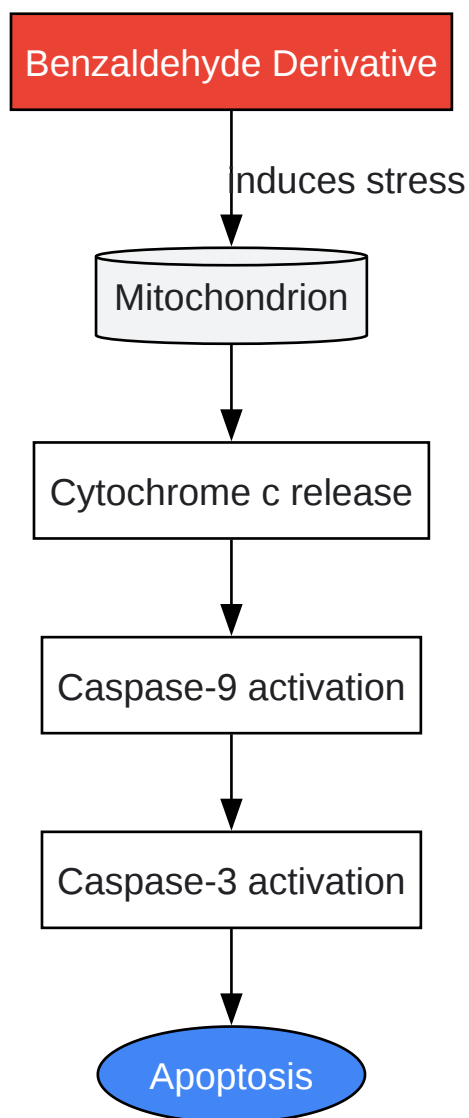 Benzaldehyde Derivative
induces stress
Mitochondrion
Cytochrome c release
Caspase-9 activation
Caspase-3 activation
Apoptosis